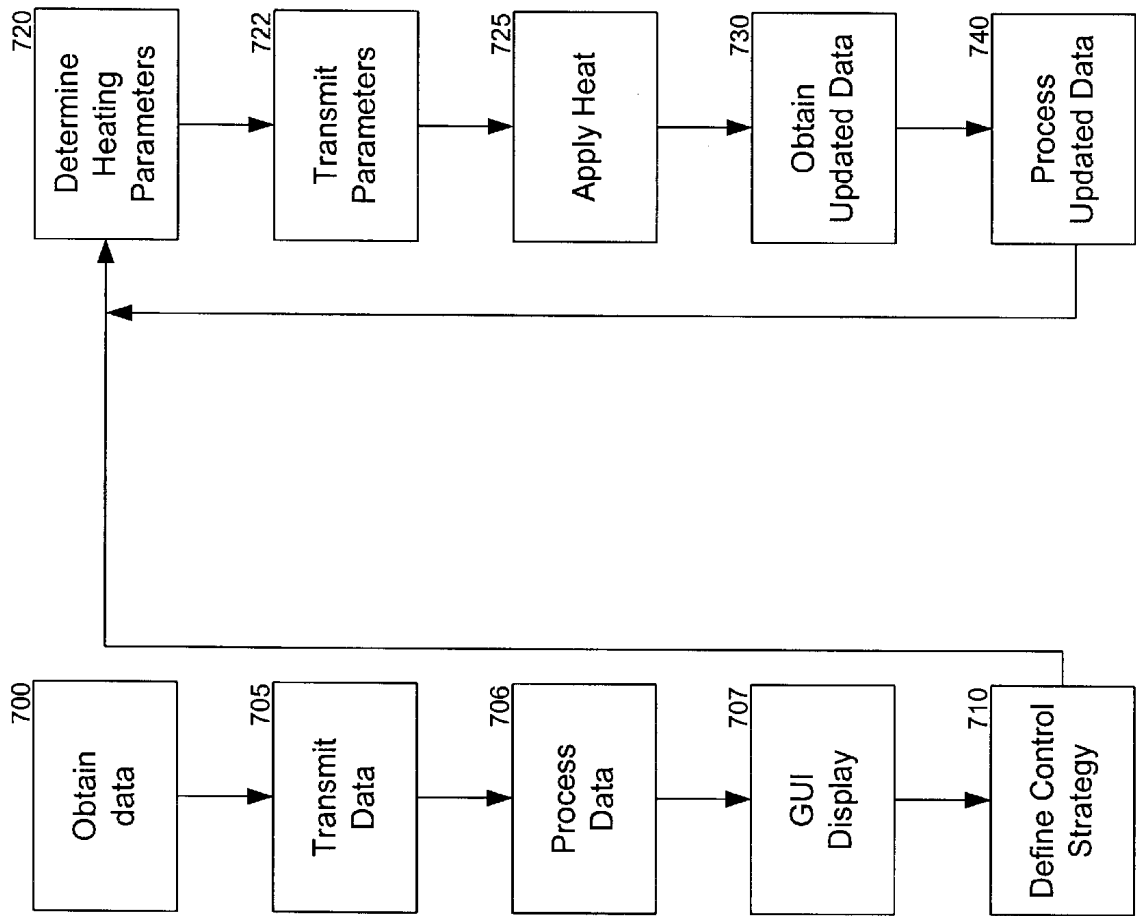 700
Obtain
data
705
Transmit
Data
706
Process
Data
707
GUI
Display
710
Define Control
Strategy
720
Determine
Heating
Parameters
722
Transmit
Parameters
725
Apply Heat
730
Obtain
Updated Data
740
Process
Updated Data